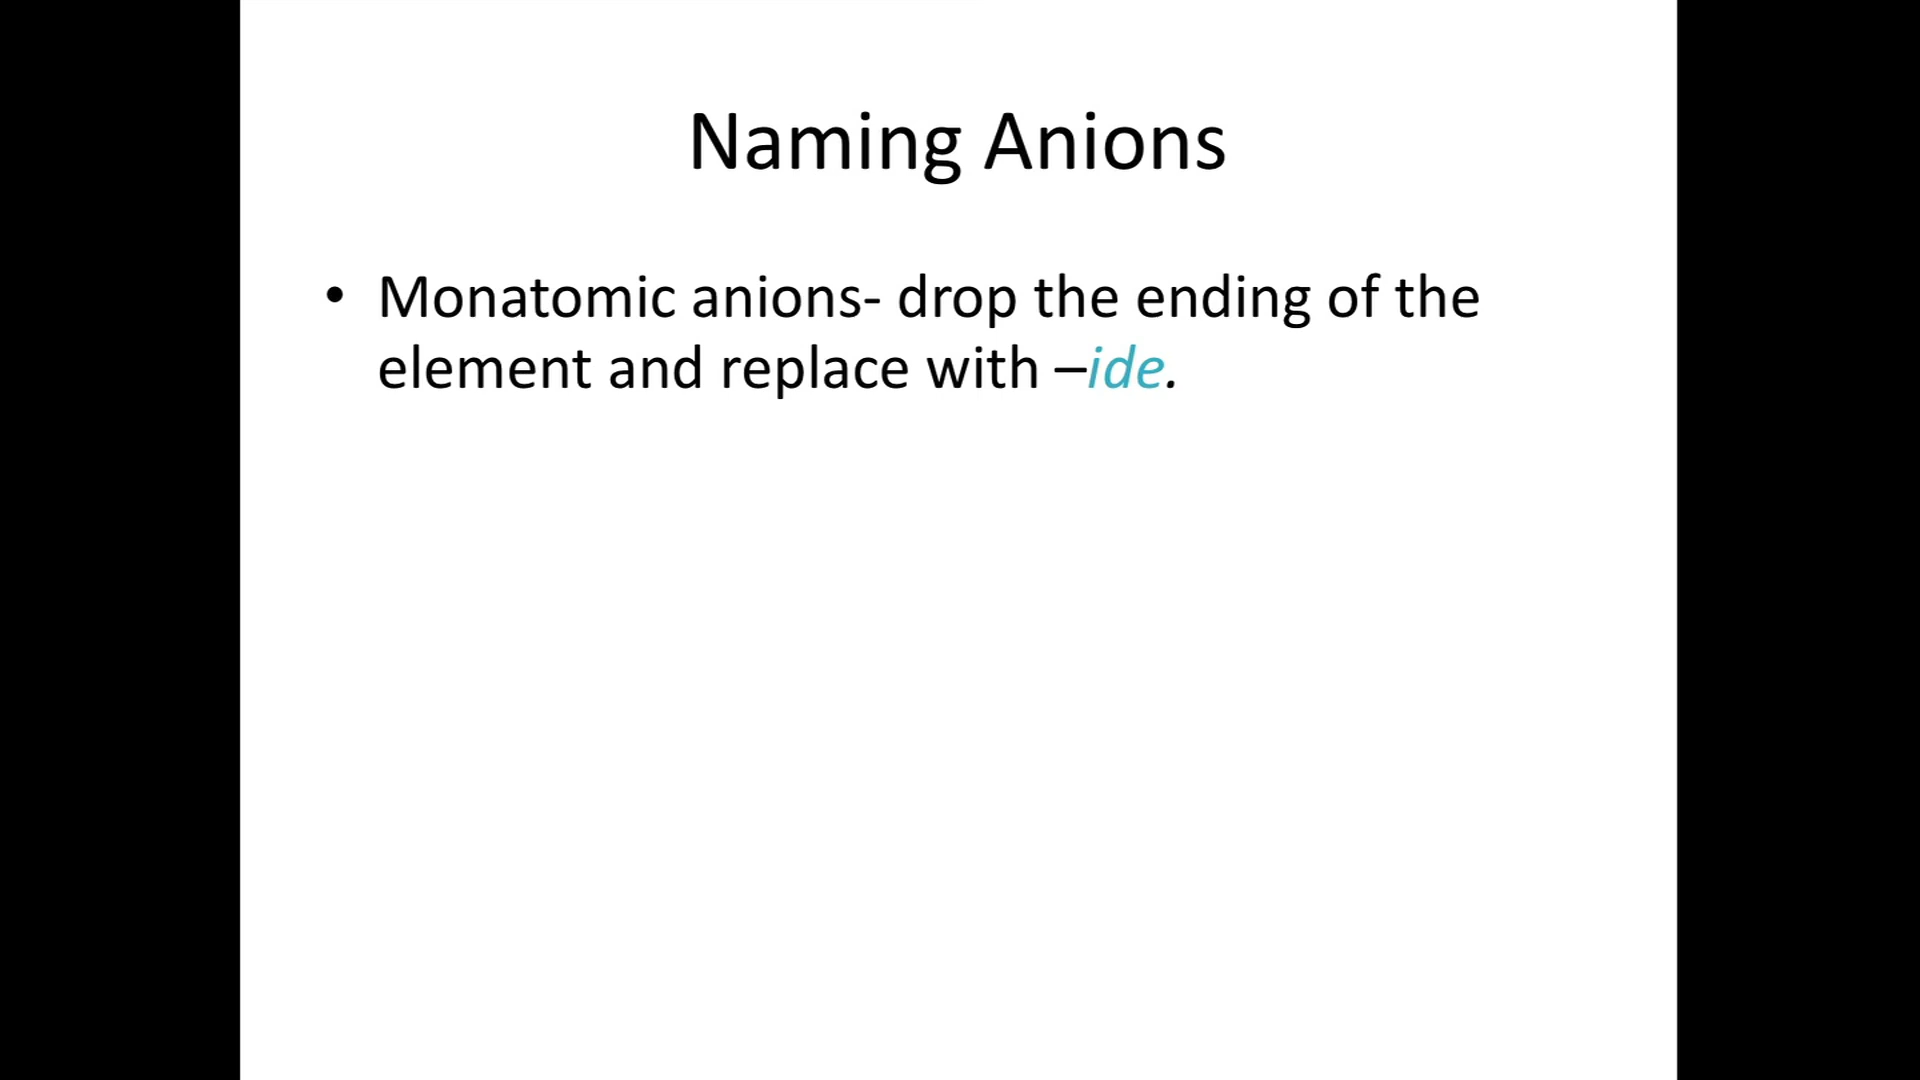 Naming Anions
• Monatomic anions- drop the ending of the
element and replace with –ide.